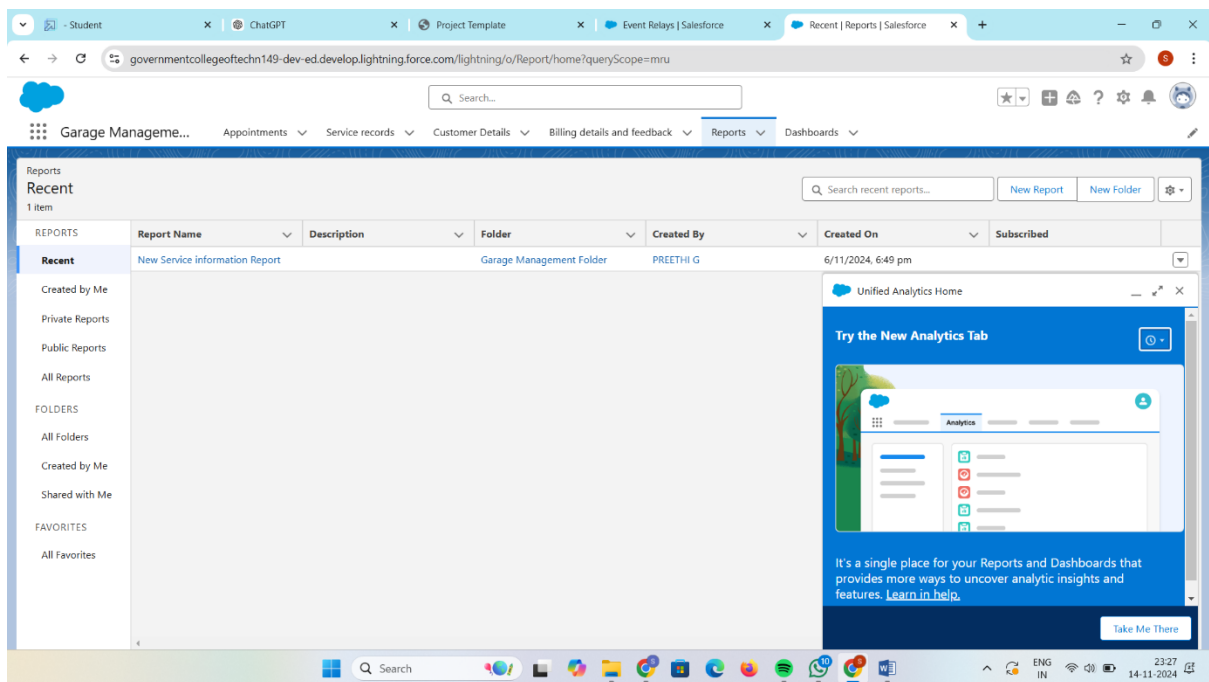 - Student
ChatGPT
Project Template
Event Relays | Salesforce
Recent | Reports | Salesforce
governmentcollegeoftechn149-dev-ed.develop.lightning.force.com/lightning/o/Report/home?queryScope=mru
S
Search...
Garage Manageme...
Appointments
Service records
Customer Details
Billing details and feedback
Reports
Dashboards
Reports
Recent
1 item
Search recent reports...
New Report
New Folder
REPORTS
Report Name
Description
Folder
Created By
Created On
Subscribed
Recent
New Service information Report
Garage Management Folder
PREETHI G
6/11/2024, 6:49 pm
Created by Me
Private Reports
Public Reports
All Reports
FOLDERS
All Folders
Created by Me
Shared with Me
FAVORITES
All Favorites
Unified Analytics Home
Try the New Analytics Tab
Analytics
It's a single place for your Reports and Dashboards that
provides more ways to uncover analytic insights and
features. Learn in help.
Take Me There
Search
10
ENG
IN
23:27
14-11-2024